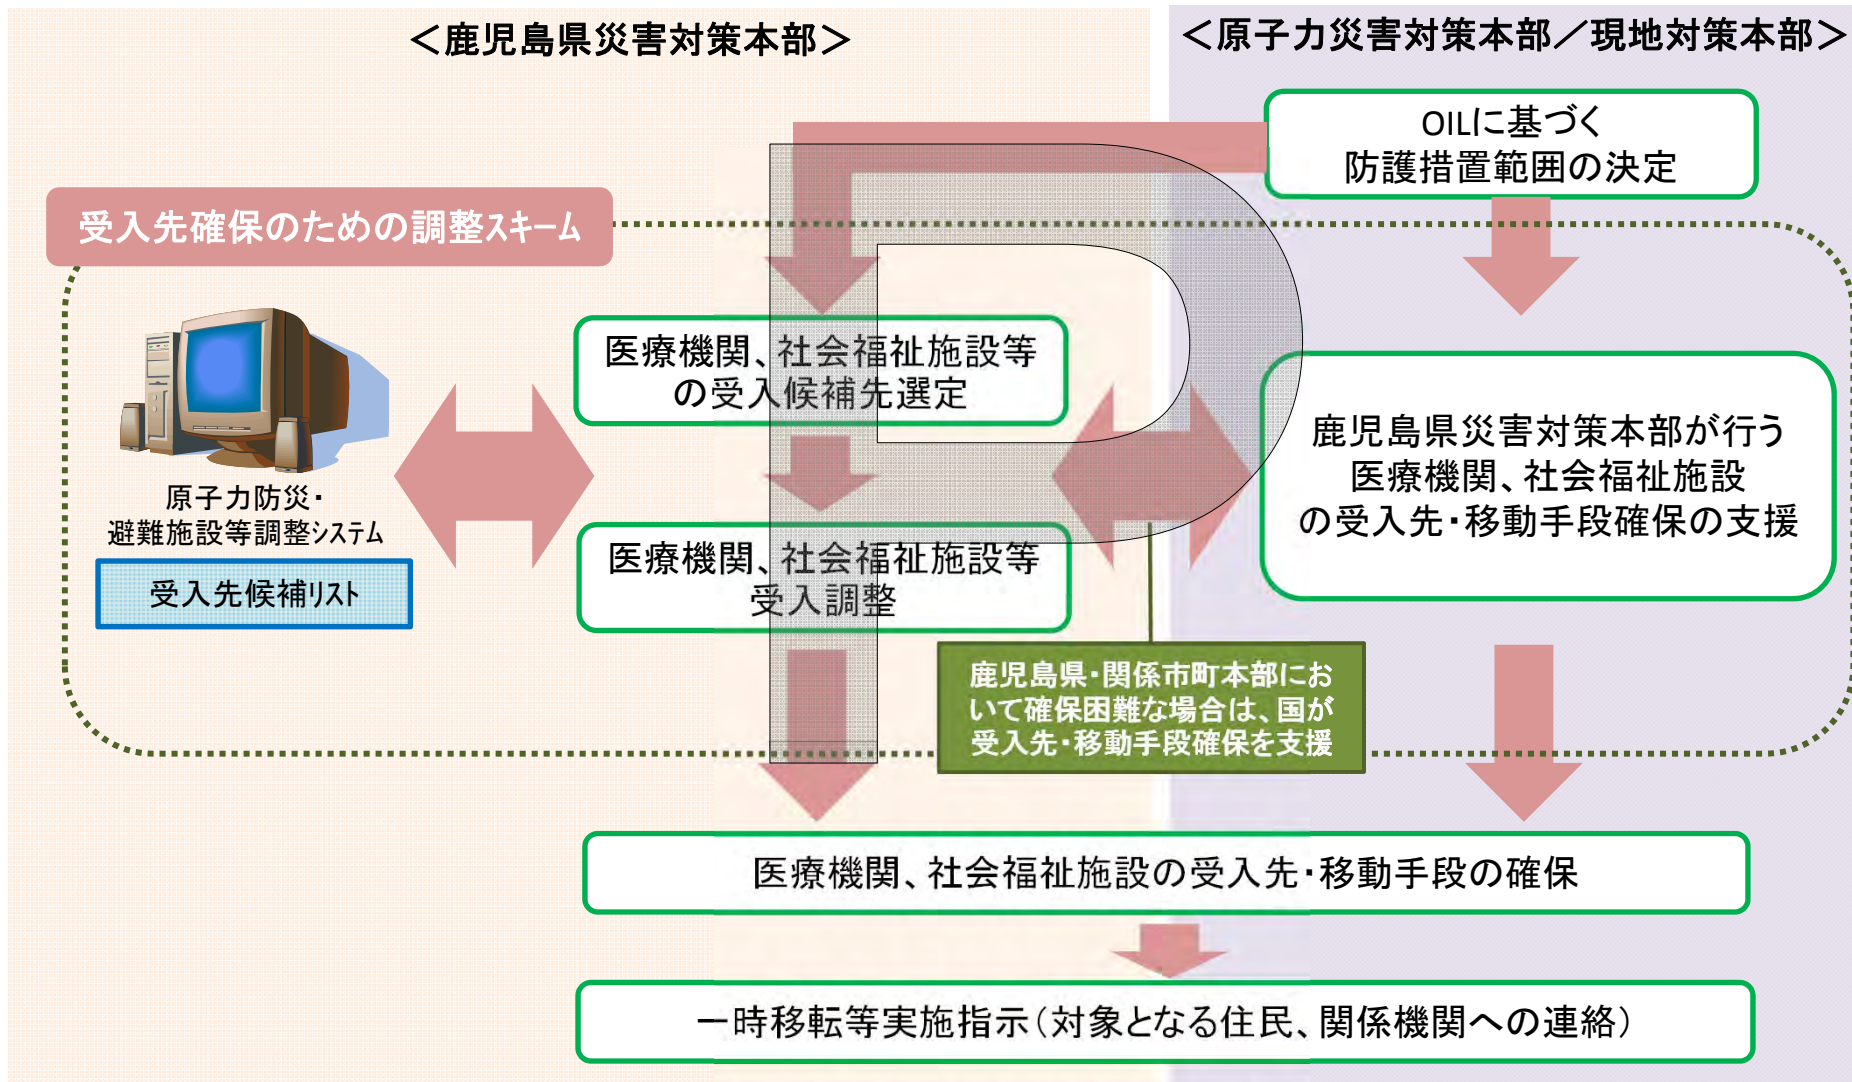 ＜鹿児島県災害対策本部＞
＜原子力災害対策本部／現地対策本部＞
OILに基づく
防護措置範囲の決定
受入先確保のための調整スキーム
医療機関、社会福祉施設等
の受入候補先選定
鹿児島県災害対策本部が行う
医療機関、社会福祉施設
の受入先・移動手段確保の支援
原子力防災・
避難施設等調整システム
受入先候補リスト
医療機関、社会福祉施設等
受入調整
鹿児島県・関係市町本部にお
いて確保困難な場合は、国が
受入先・移動手段確保を支援
医療機関、社会福祉施設の受入先・移動手段の確保
一時移転等実施指示（対象となる住民、関係機関への連絡）
P